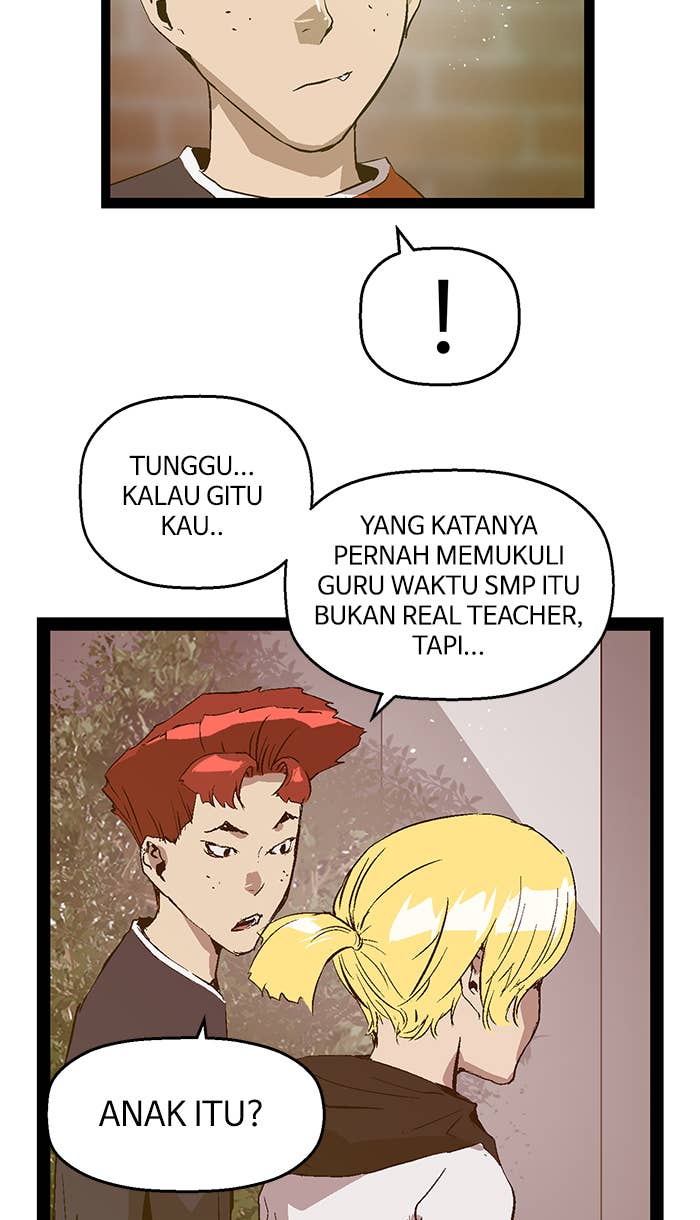 !
TUNGGU...
KALAU GITU
KAU..
YANG KATANYA
PERNAH MEMUKULI
GURU WAKTU SMP ITU
BUKAN REAL TEACHER,
TAPI...
ANAK ITU?